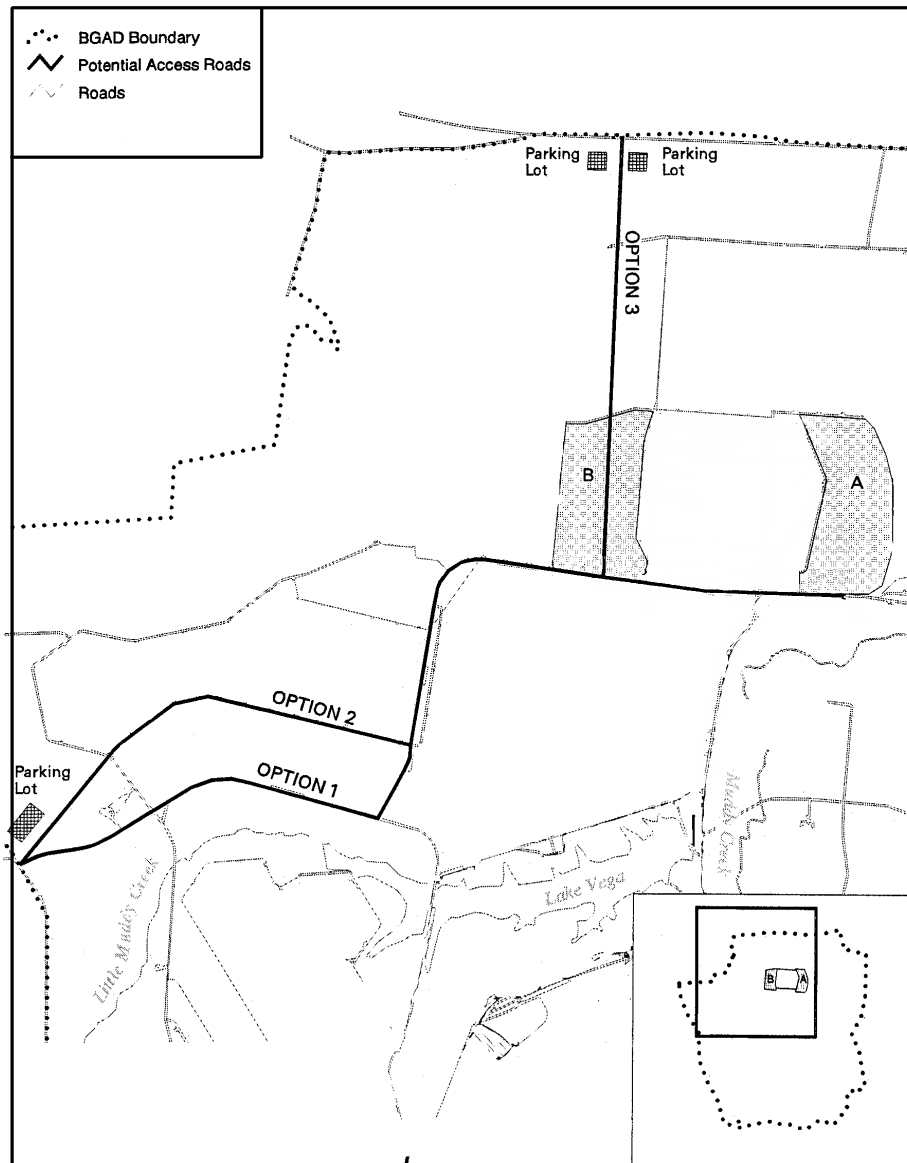 BGAD Boundary
Potential Access Roads
Roads
Parking
Lot
Parking
Lot
OPTION 3
B
A
OPTION 2
OPTION 1
Parking
Lot
Little Muddy Creek
Lake Vega
Muddy Creek
B
A